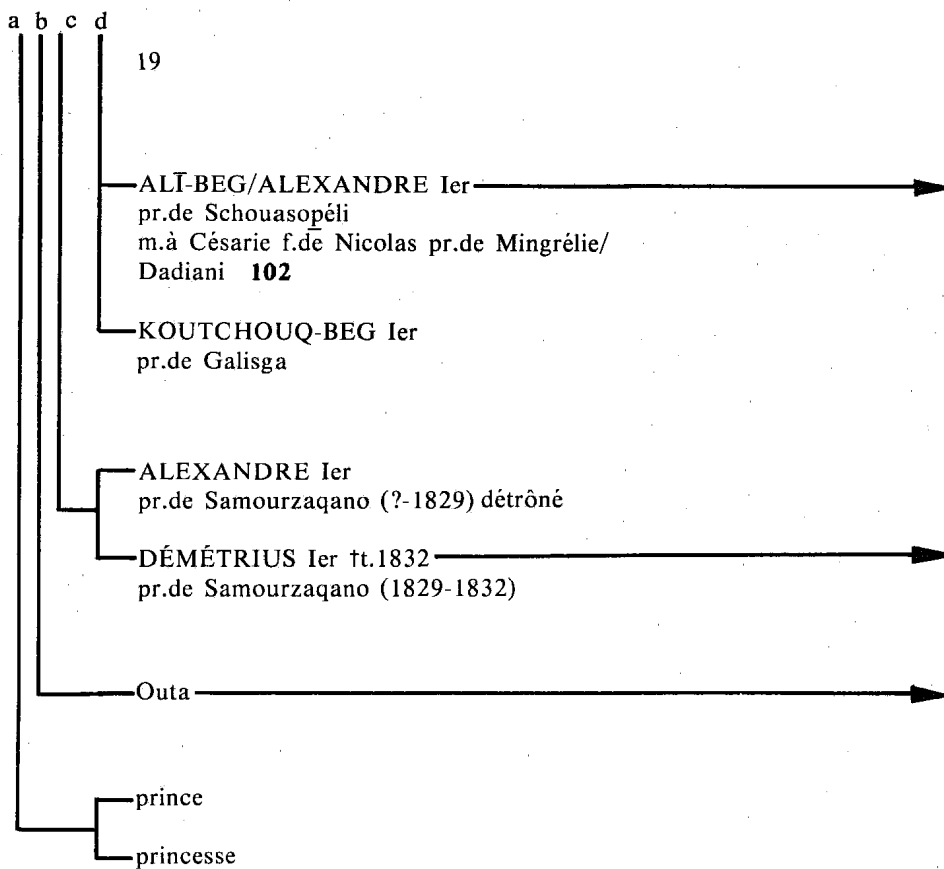 a b c d
19
ALĪ-BEG/ALEXANDRE Ier
pr.de Schouasopéli
m.à Césarie f.de Nicolas pr.de Mingrélie/
Dadiani 102
KOUTCHOUQ-BEG Ier
pr.de Galisga
ALEXANDRE Ier
pr.de Samourzaqano (?-1829) détrôné
DÉMÉTRIUS Ier †t.1832
pr.de Samourzaqano (1829-1832)
Outa
prince
princesse